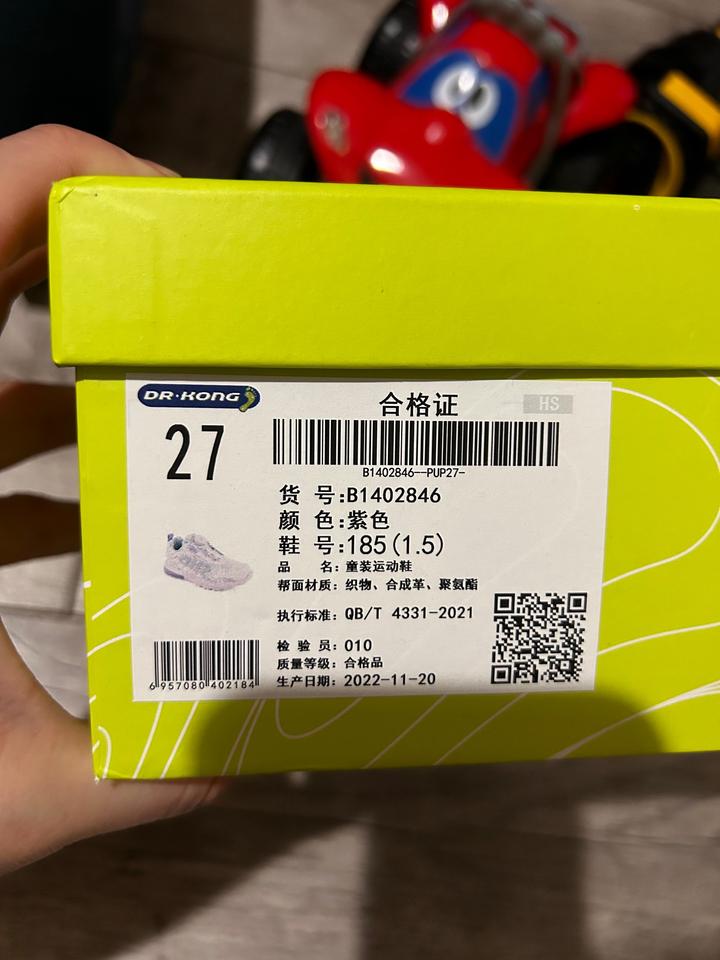 DR·KONG
合格证
HS
27
B1402846--PUP27-
货 号:B1402846
颜 色:紫色
鞋 号:185(1.5)
品 名: 童装运动鞋
帮面材质: 织物、合成革、聚氨酯
执行标准: QB/T 4331-2021
检 验 员: 010
质量等级: 合格品
生产日期: 2022-11-20
6 957080 402184